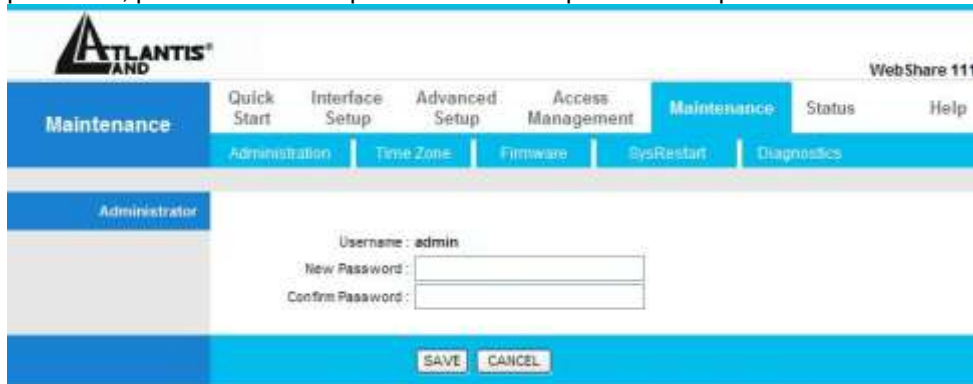 ATLANTIS®
LAND
WebShare 111
Maintenance
Quick Start
Interface Setup
Advanced Setup
Access Management
Maintenance
Status
Help
Administration
Time Zone
Firmware
SysRestart
Diagnostics
Administrator
Username : admin
New Password :
Confirm Password :
SAVE
CANCEL